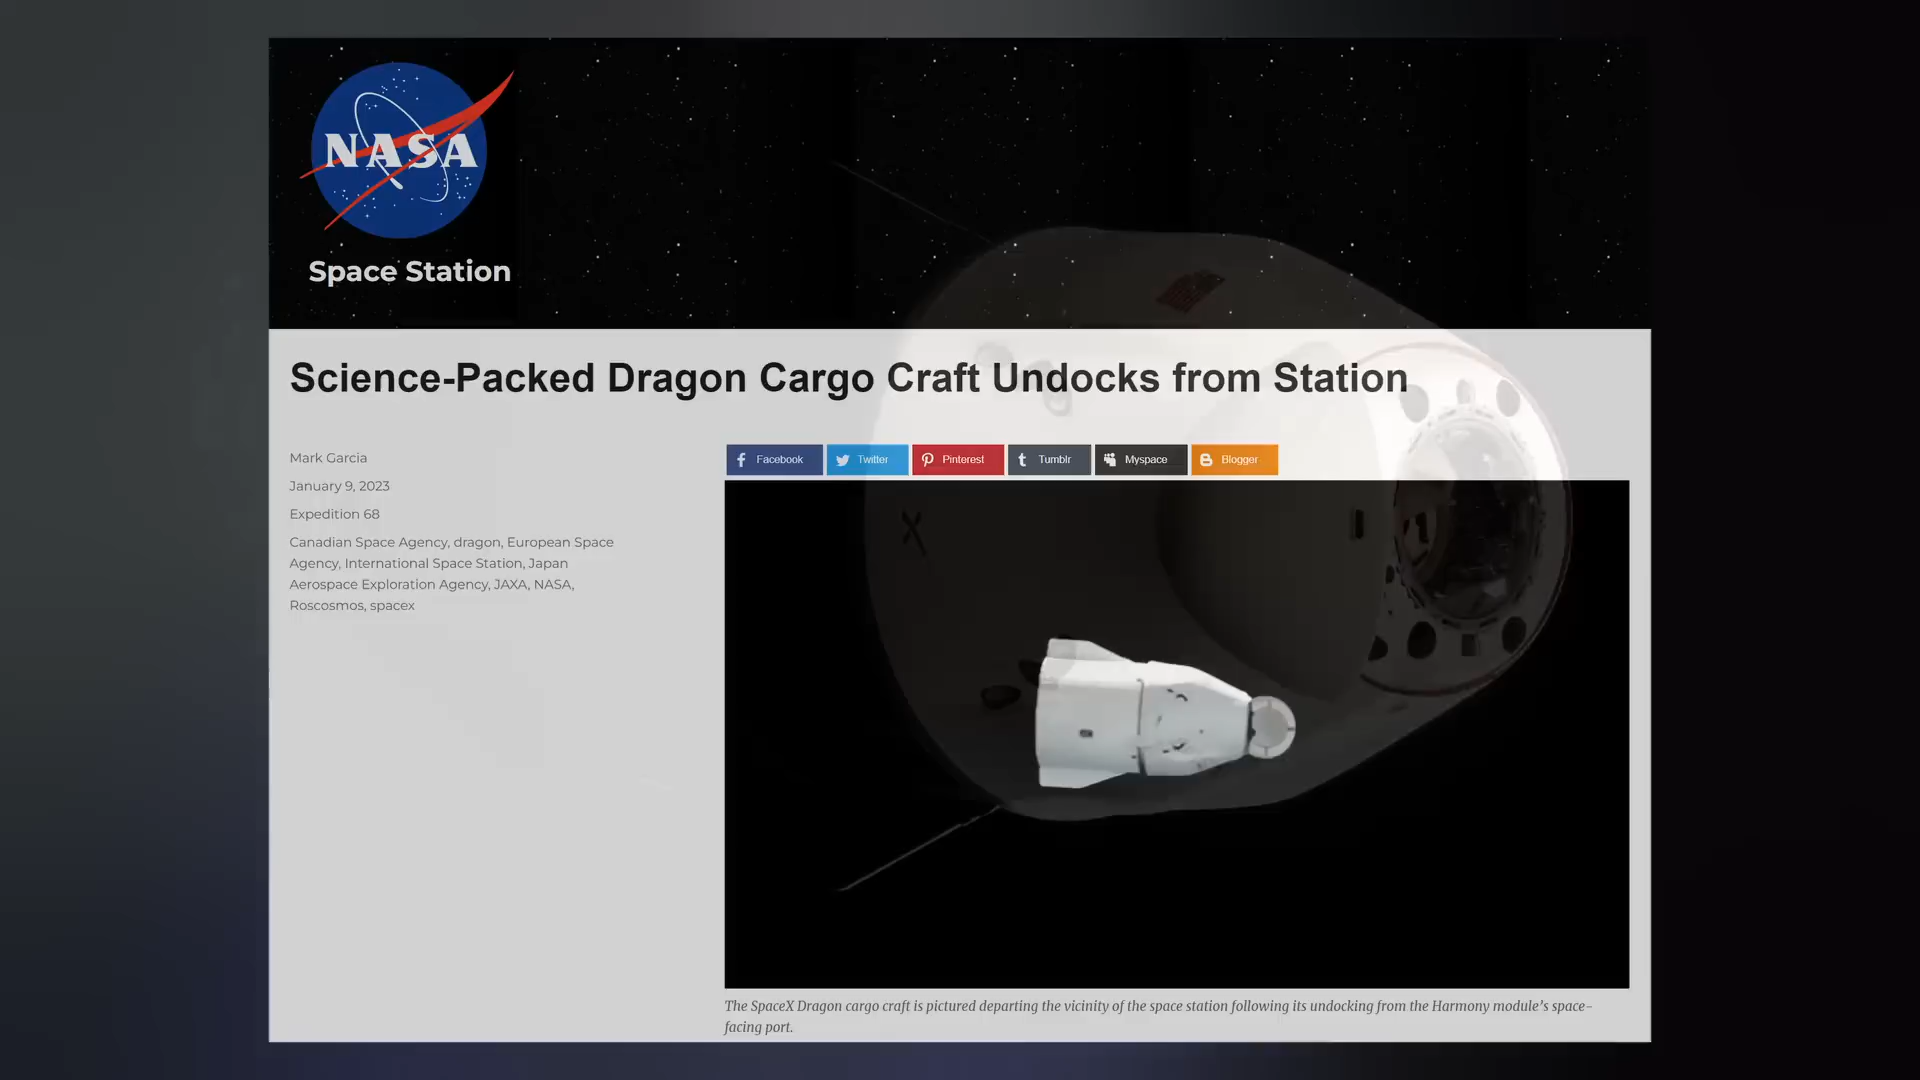 NASA
Space Station
Science-Packed Dragon Cargo Craft Undocks from Station
Mark Garcia
January 9, 2023
Expedition 68
Canadian Space Agency, dragon, European Space
Agency, International Space Station, Japan
Aerospace Exploration Agency, JAXA, NASA,
Roscosmos, spacex
Facebook Twitter Pinterest Tumblr Myspace Blogger
The SpaceX Dragon cargo craft is pictured departing the vicinity of the space station following its undocking from the Harmony module's space-
facing port.